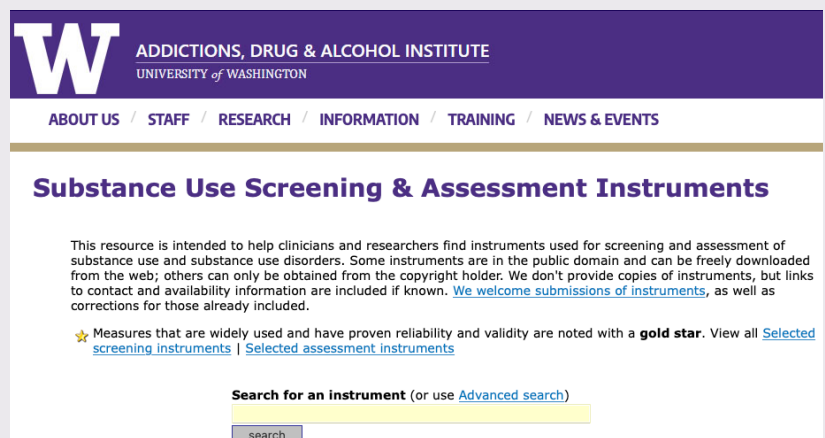 W
ADDICTIONS, DRUG & ALCOHOL INSTITUTE
UNIVERSITY of WASHINGTON
ABOUT US / STAFF / RESEARCH / INFORMATION / TRAINING / NEWS & EVENTS
Substance Use Screening & Assessment Instruments
This resource is intended to help clinicians and researchers find instruments used for screening and assessment of
substance use and substance use disorders. Some instruments are in the public domain and can be freely downloaded
from the web; others can only be obtained from the copyright holder. We don't provide copies of instruments, but links
to contact and availability information are included if known. We welcome submissions of instruments, as well as
corrections for those already included.
Measures that are widely used and have proven reliability and validity are noted with a gold star. View all Selected
screening instruments | Selected assessment instruments
Search for an instrument (or use Advanced search)
search